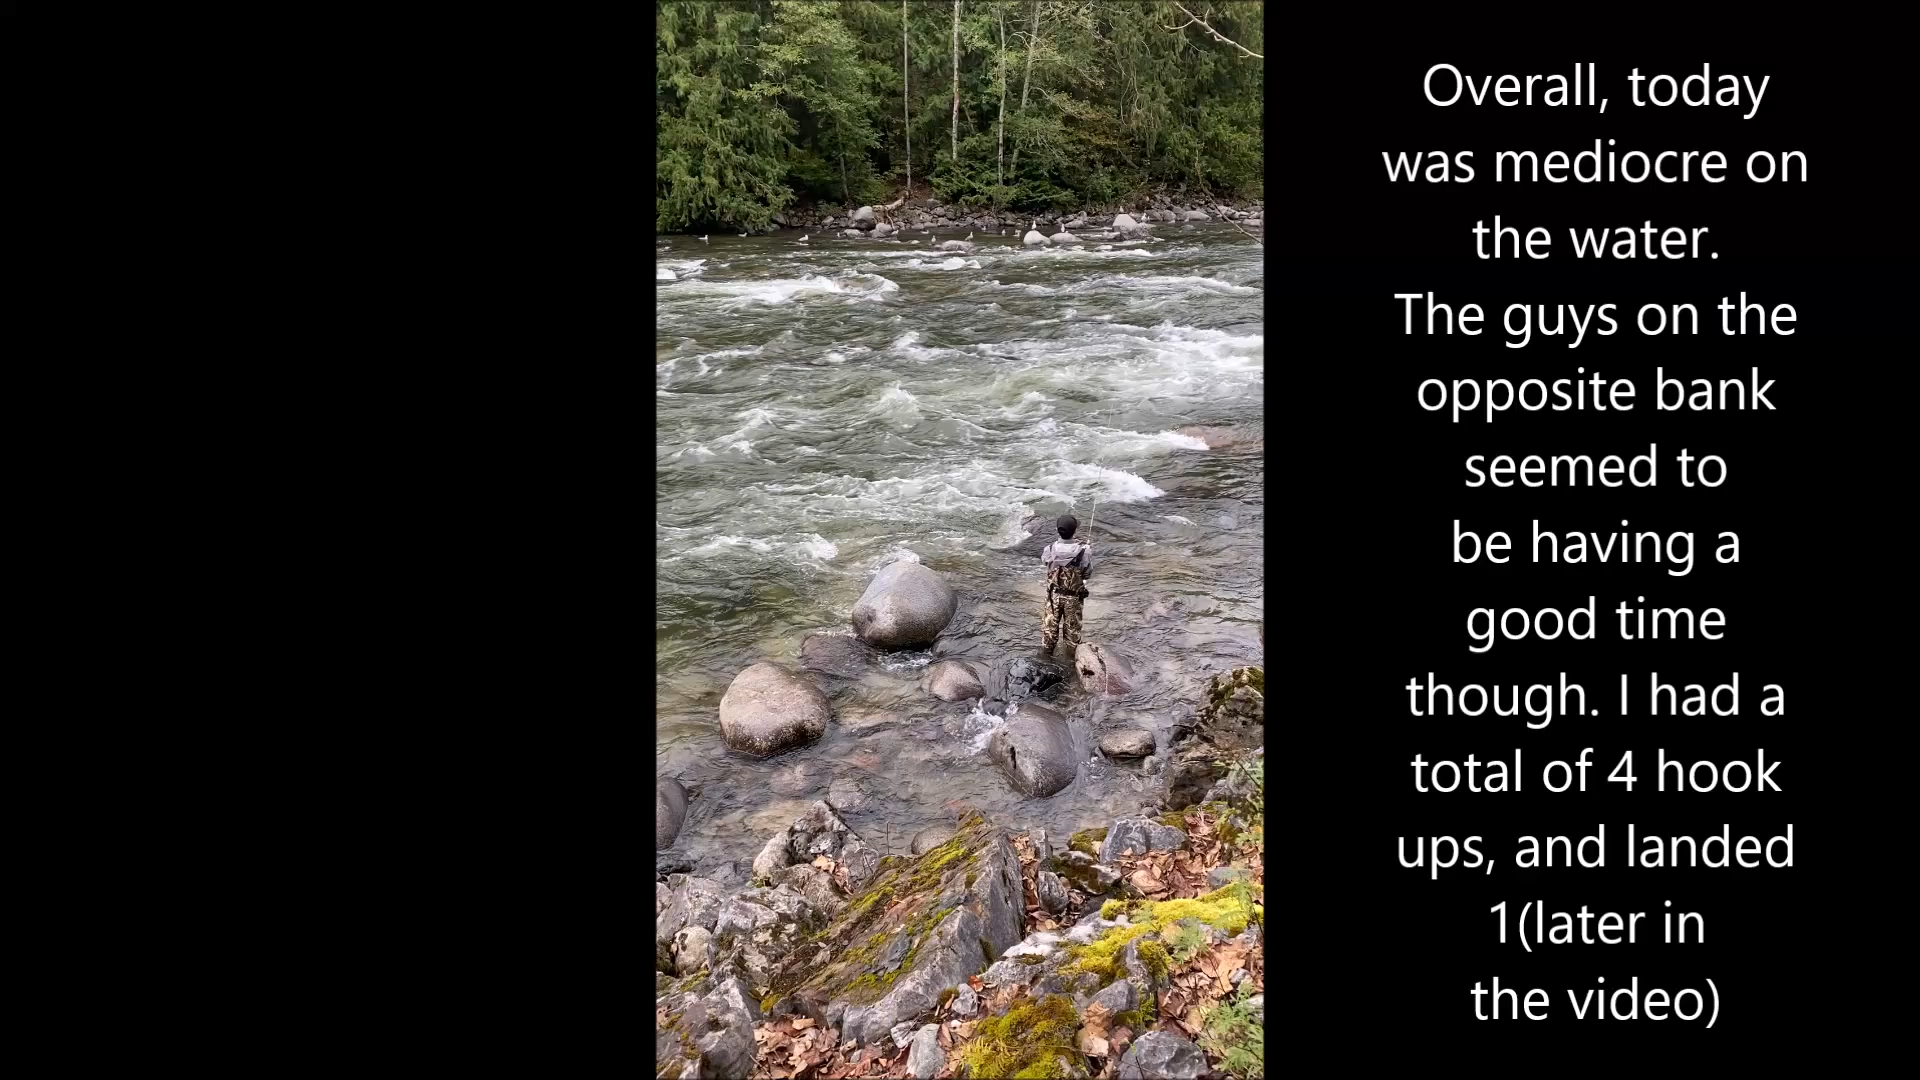 Overall, today
was mediocre on
the water.
The guys on the
opposite bank
seemed to
be having a
good time
though. I had a
total of 4 hook
ups, and landed
1(later in
the video)